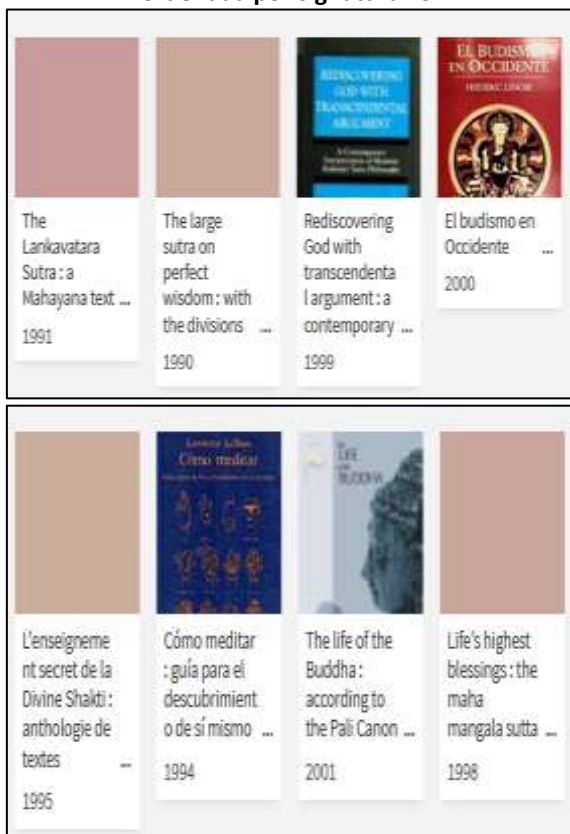 REDISCOVERING
GOD WITH
TRANSCENDENTAL
ARGUMENT
A Contemporary
EL BUDISMO
EN OCCIDENTE
FREDERIC LENOIR
The
Lankavatara
Sutra : a
Mahayana text ...
1991
The large
sutra on
perfect
wisdom : with
the divisions ...
1990
Rediscovering
God with
transcendenta
l argument : a
contemporary ...
1999
El budismo en
Occidente ...
2000
Cómo meditar
LIFE
BUDDHA
L'enseigneme
nt secret de la
Divine Shakti :
anthologie de
textes ...
1995
Cómo meditar
: guía para el
descubrimient
o de sí mismo ...
1994
The life of the
Buddha :
according to
the Pali Canon ...
2001
Life's highest
blessings : the
maha
mangala sutta ...
1998